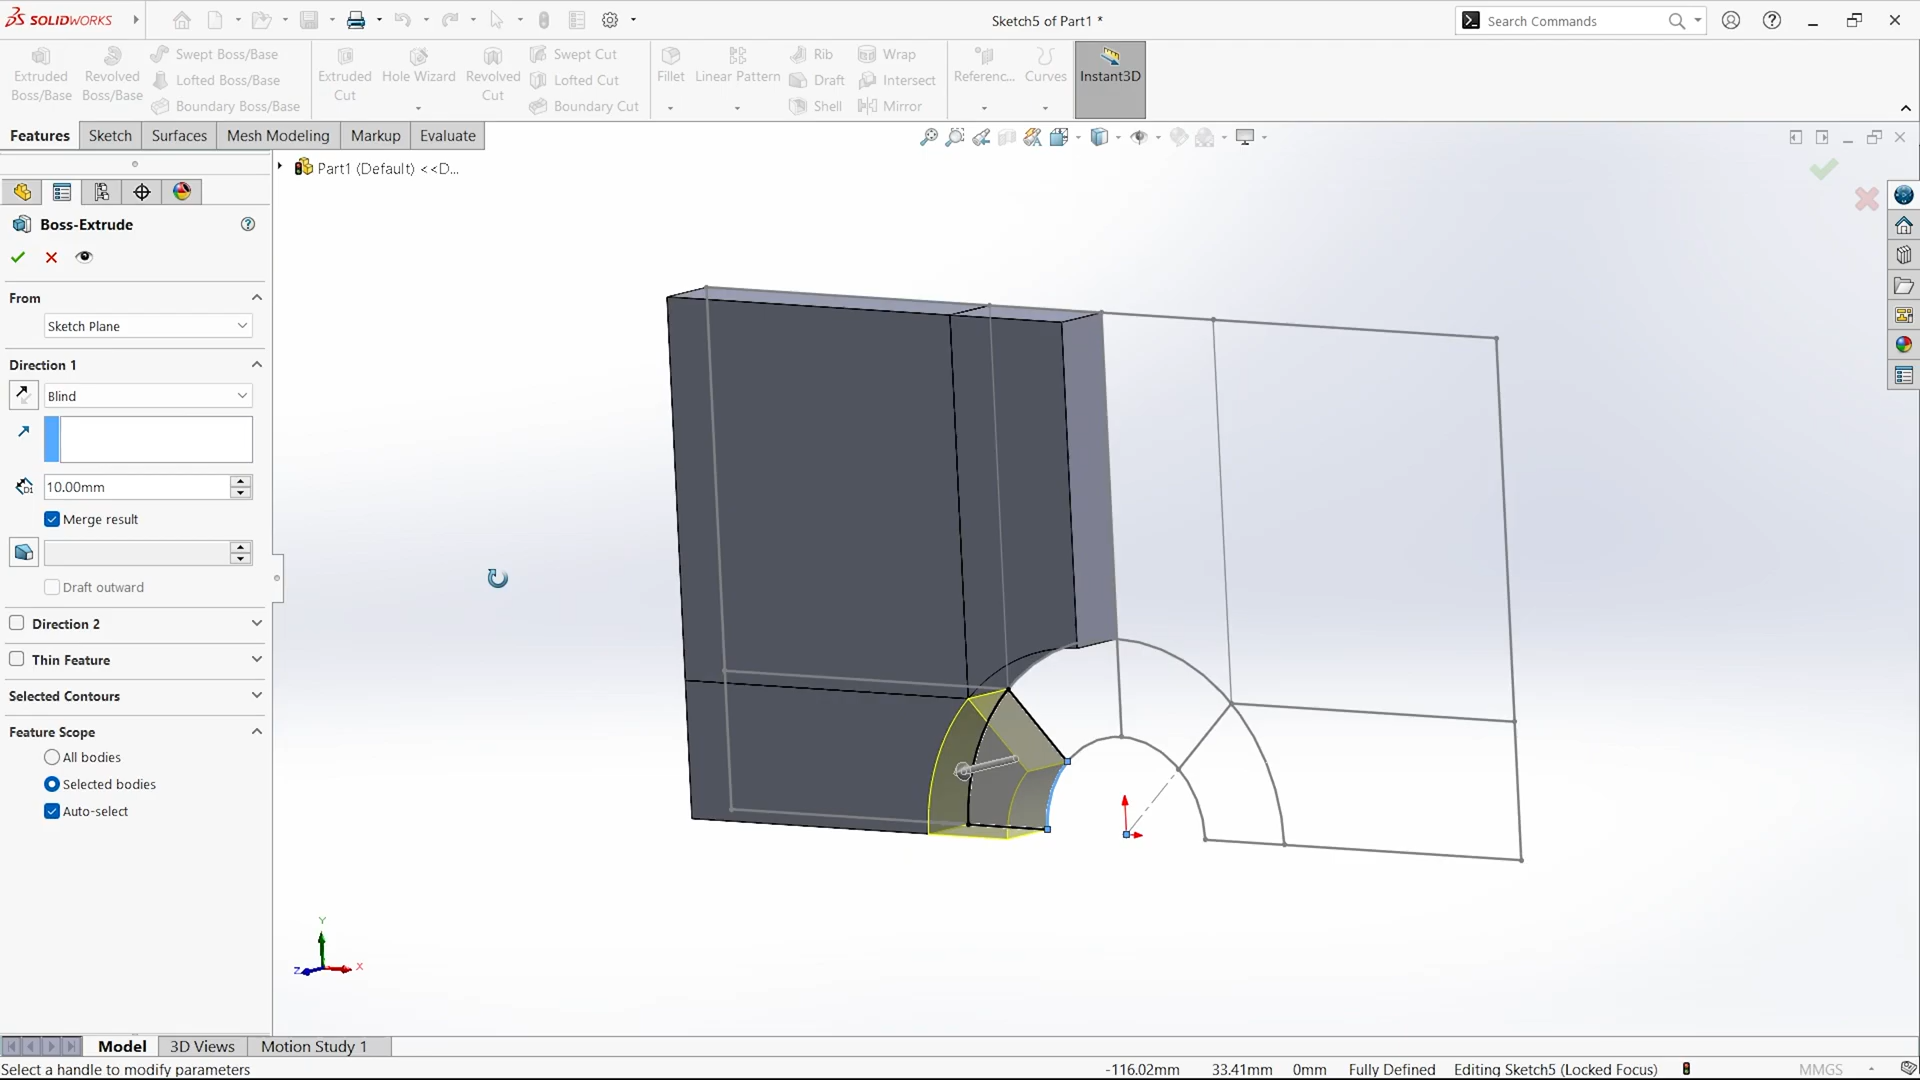 SOLIDWORKS
Sketch5 of Part1 *
Search Commands
Extruded Boss/Base
Revolved Boss/Base
Swept Boss/Base
Lofted Boss/Base
Boundary Boss/Base
Extruded Cut
Hole Wizard
Revolved Cut
Swept Cut
Lofted Cut
Boundary Cut
Fillet
Linear Pattern
Rib
Draft
Shell
Wrap
Intersect
Mirror
Referenc...
Curves
Instant3D
Features
Sketch
Surfaces
Mesh Modeling
Markup
Evaluate
Part1 (Default) <<D...
Boss-Extrude
From
Sketch Plane
Direction 1
Blind
D1
10.00mm
Merge result
Draft outward
Direction 2
Thin Feature
Selected Contours
Feature Scope
All bodies
Selected bodies
Auto-select
Y
Z
X
Model
3D Views
Motion Study 1
Select a handle to modify parameters
-116.02mm
33.41mm
0mm
Fully Defined
Editing Sketch5 (Locked Focus)
MMGS